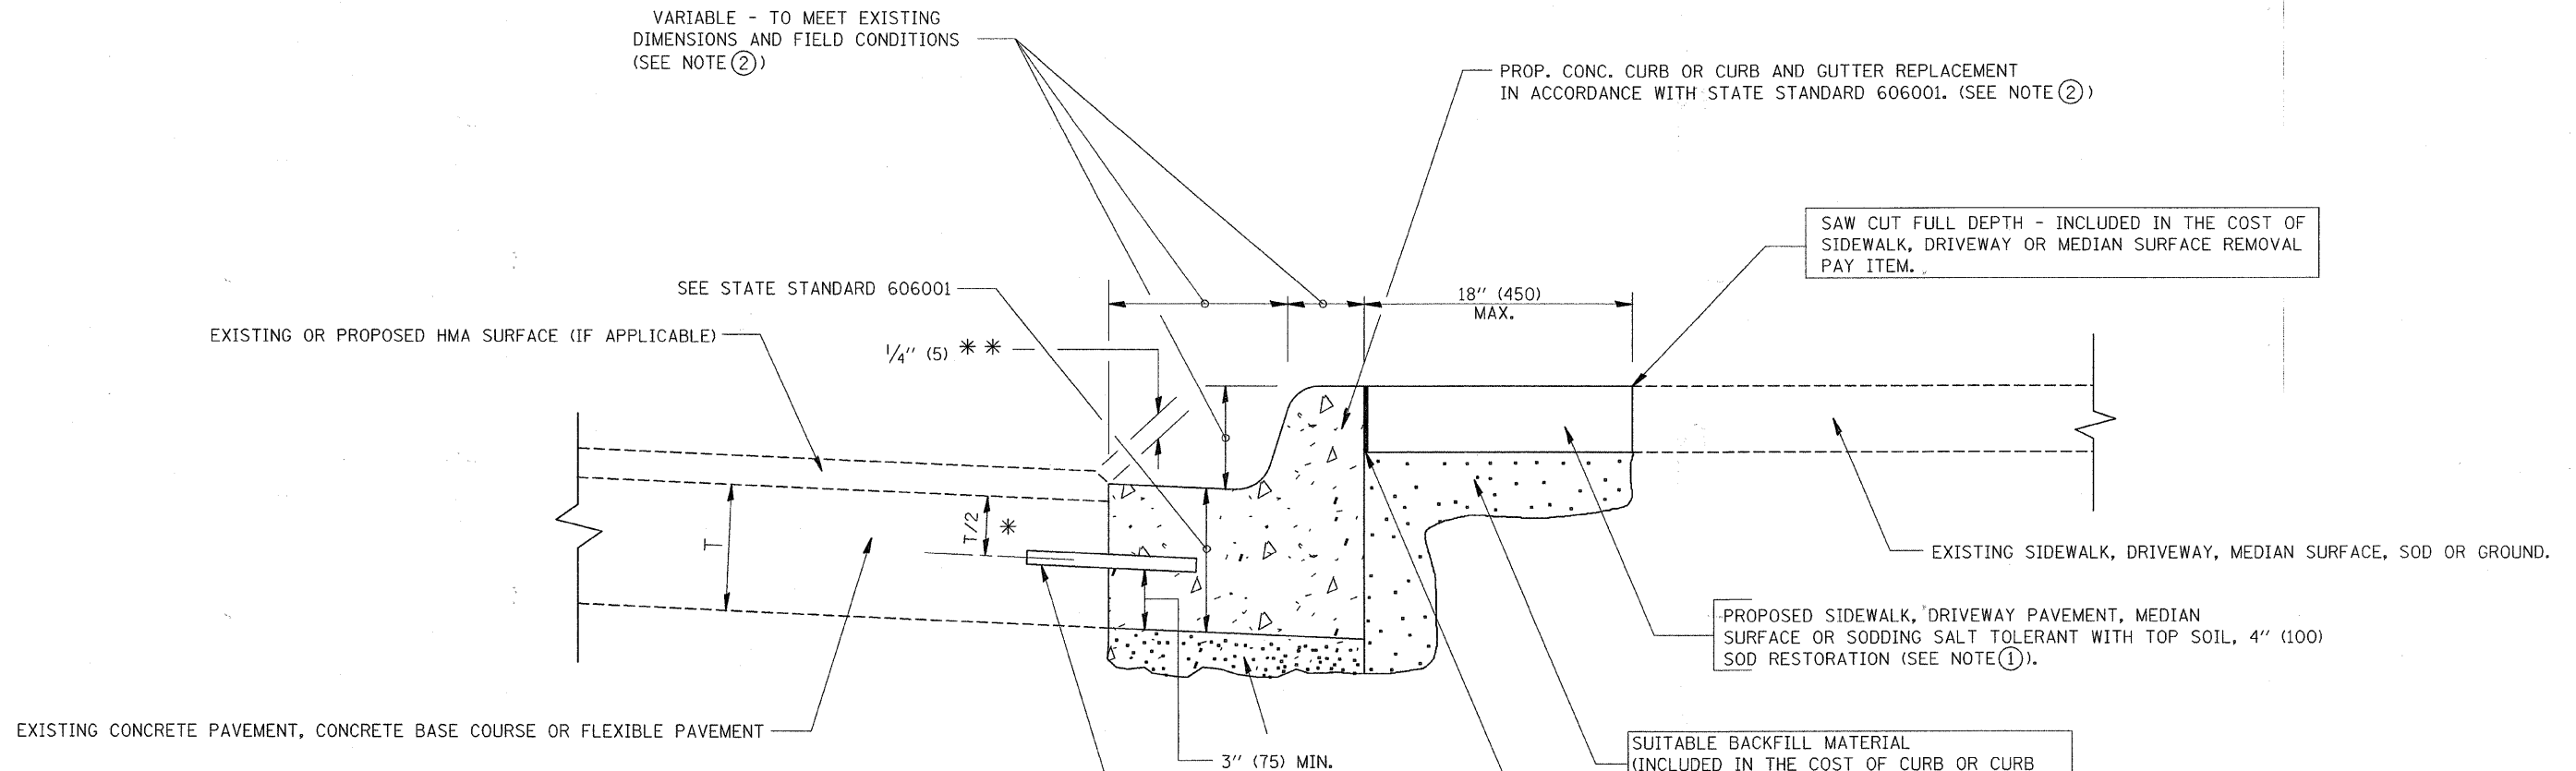 VARIABLE - TO MEET EXISTING
DIMENSIONS AND FIELD CONDITIONS
(SEE NOTE ②)
PROP. CONC. CURB OR CURB AND GUTTER REPLACEMENT
IN ACCORDANCE WITH STATE STANDARD 606001. (SEE NOTE ②)
SAW CUT FULL DEPTH - INCLUDED IN THE COST OF
SIDEWALK, DRIVEWAY OR MEDIAN SURFACE REMOVAL
PAY ITEM.
SEE STATE STANDARD 606001
18" (450)
MAX.
EXISTING OR PROPOSED HMA SURFACE (IF APPLICABLE)
1/4" (5) * *
T
T/2 *
EXISTING SIDEWALK, DRIVEWAY, MEDIAN SURFACE, SOD OR GROUND.
PROPOSED SIDEWALK, DRIVEWAY PAVEMENT, MEDIAN
SURFACE OR SODDING SALT TOLERANT WITH TOP SOIL, 4" (100)
SOD RESTORATION (SEE NOTE ①).
EXISTING CONCRETE PAVEMENT, CONCRETE BASE COURSE OR FLEXIBLE PAVEMENT
3" (75) MIN.
SUITABLE BACKFILL MATERIAL
(INCLUDED IN THE COST OF CURB OR CURB